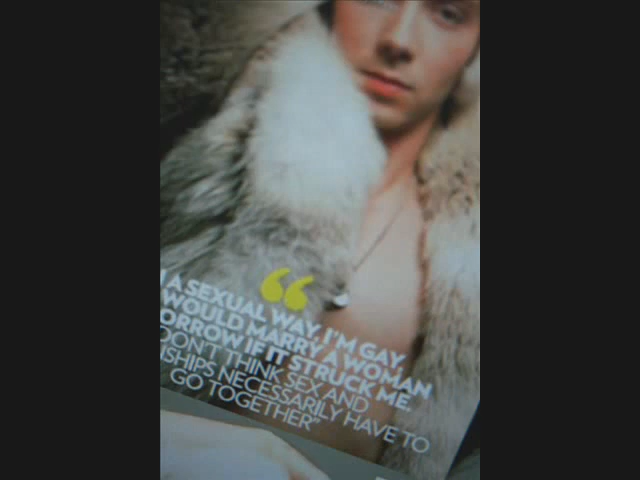 “
A SEXUAL WAY, I'M GAY,
WOULD MARRY A WOMAN
ORROW IF IT STRUCK ME.
DON'T THINK SEX AND
SHIPS NECESSARILY HAVE TO
GO TOGETHER”